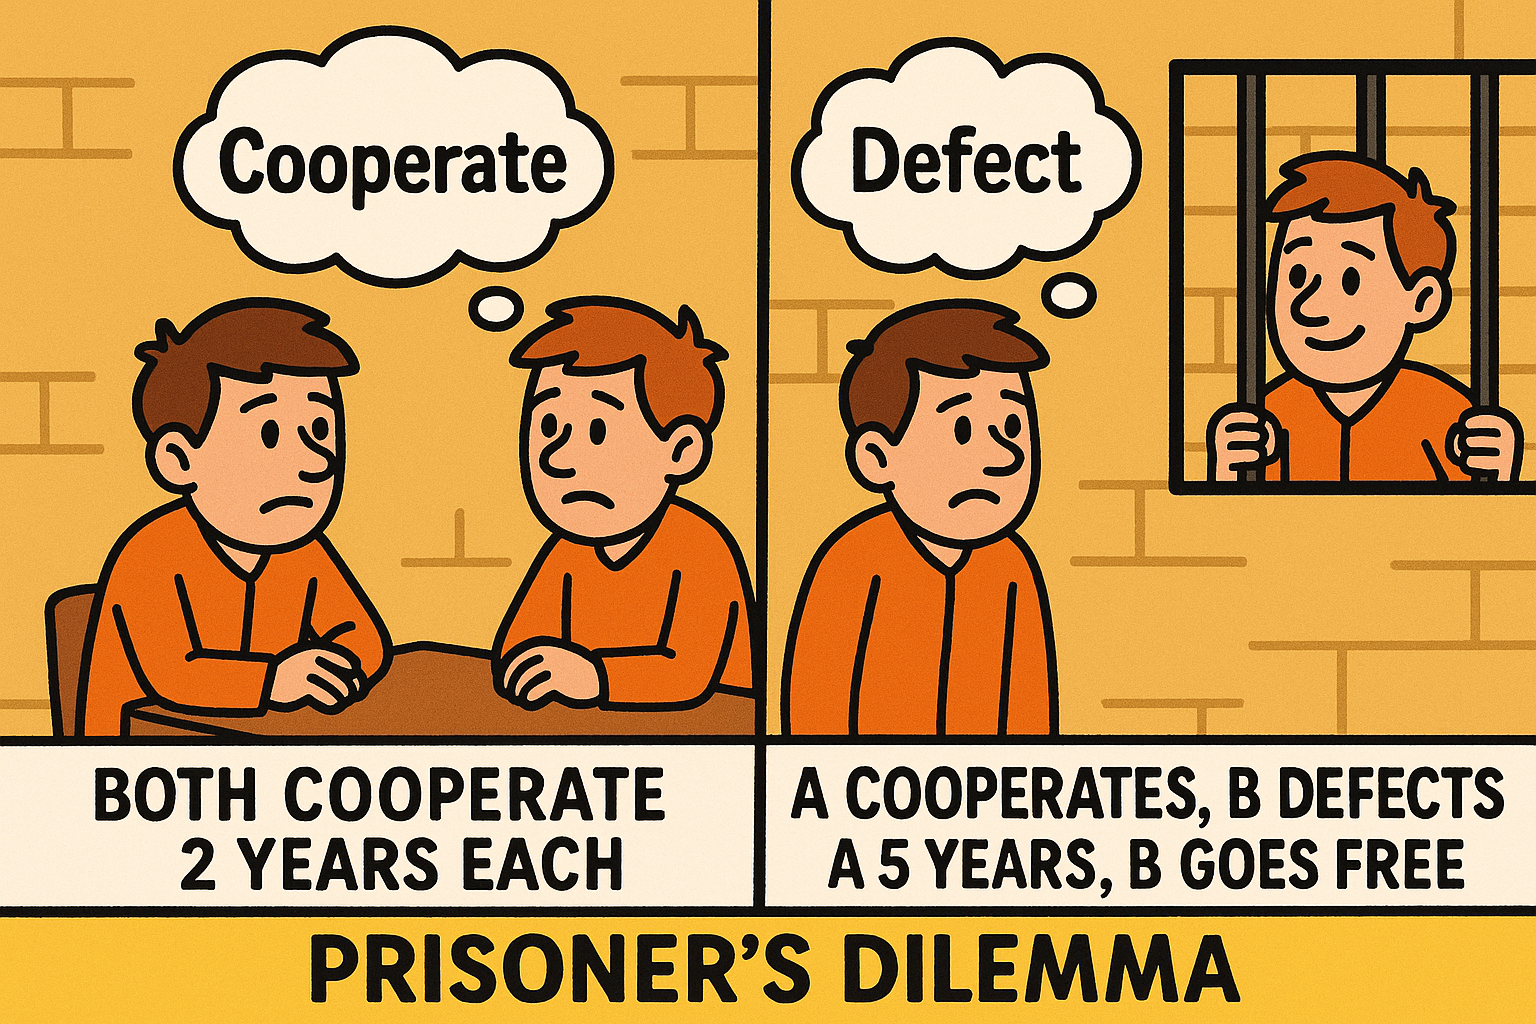 Cooperate
BOTH COOPERATE
2 YEARS EACH
Defect
A COOPERATES, B DEFECTS
A 5 YEARS, B GOES FREE
PRISONER'S DILEMMA